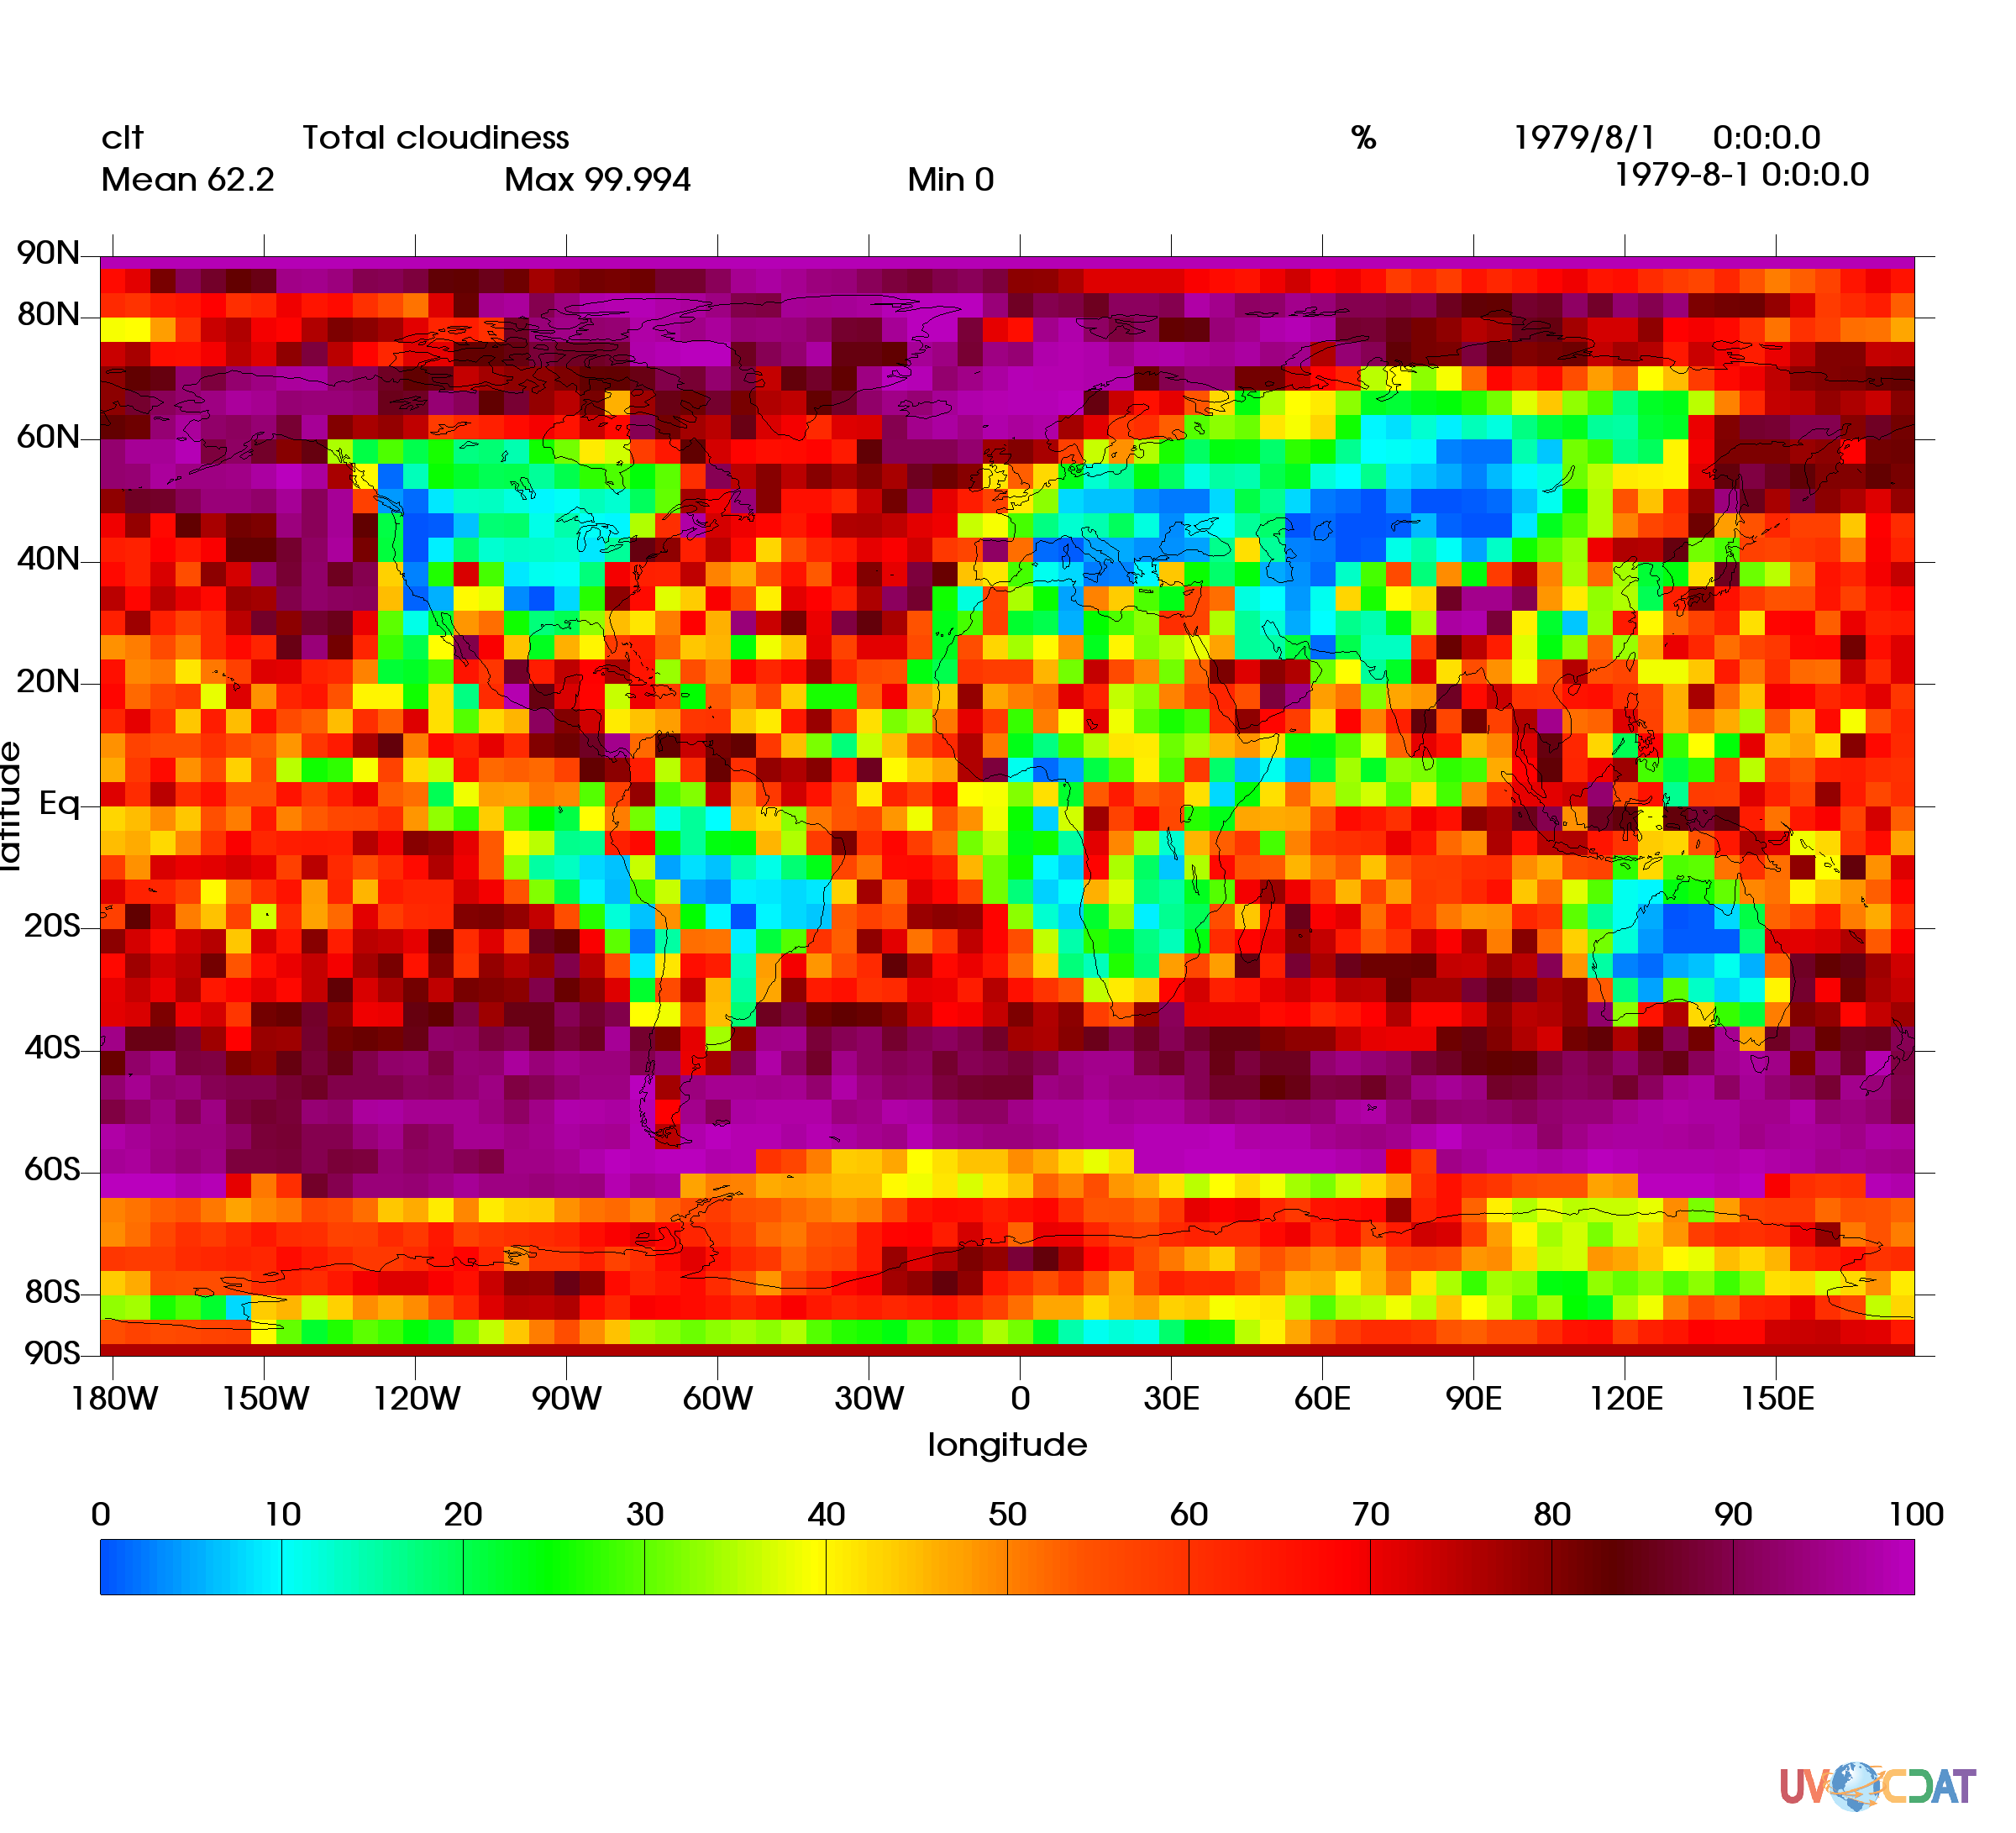 clt Total cloudiness % 1979/8/1 0:0:0.0
Mean 62.2 Max 99.994 Min 0 1979-8-1 0:0:0.0
90N
80N
60N
40N
20N
Eq
20S
40S
60S
80S
90S
latitude
180W 150W 120W 90W 60W 30W 0 30E 60E 90E 120E 150E
longitude
0 10 20 30 40 50 60 70 80 90 100
UV CDAT